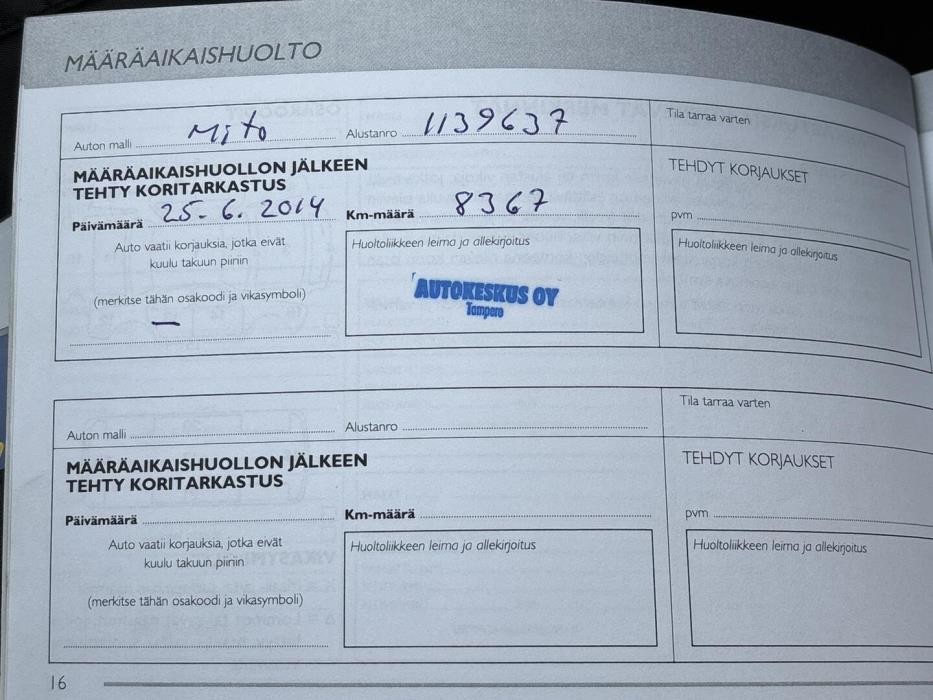 MÄÄRÄAIKAISHUOLTO
Auton malli Mito Alustanro 1139637 Tila tarraa varten
MÄÄRÄAIKAISHUOLLON JÄLKEEN
TEHTY KORITARKASTUS
TEHDYT KORJAUKSET
Päivämäärä 25-6. 2014 Km-määrä 8367 pvm
Auto vaatii korjauksia, jotka eivät
kuulu takuun piiriin
(merkitse tähän osakoodi ja vikasymboli)
—
Huoltoliikkeen leima ja allekirjoitus
AUTOKESKUS OY
Tampere
Huoltoliikkeen leima ja allekirjoitus
Auton malli Alustanro Tila tarraa varten
MÄÄRÄAIKAISHUOLLON JÄLKEEN
TEHTY KORITARKASTUS
TEHDYT KORJAUKSET
Päivämäärä Km-määrä pvm
Auto vaatii korjauksia, jotka eivät
kuulu takuun piiriin
(merkitse tähän osakoodi ja vikasymboli)
Huoltoliikkeen leima ja allekirjoitus
Huoltoliikkeen leima ja allekirjoitus
16